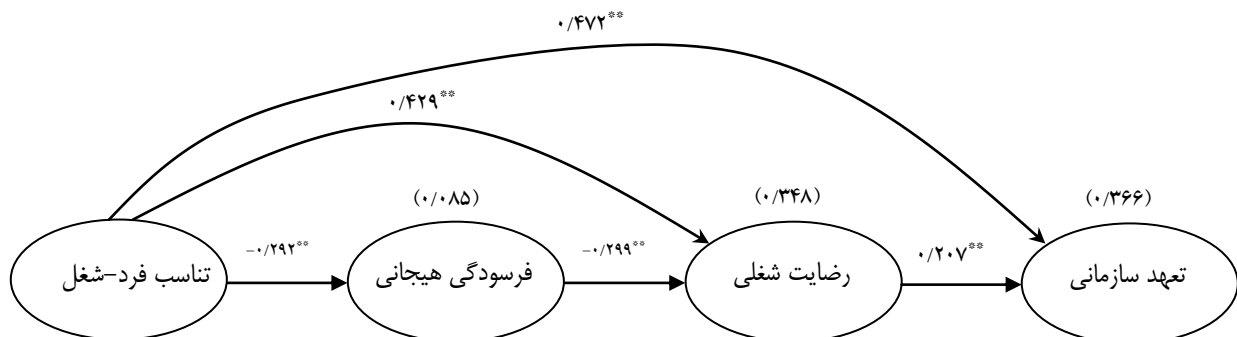 ۰/۴۷۲**
۰/۴۲۹**
(۰/۰۸۵)
(۰/۳۴۸)
(۰/۳۶۶)
تناسب فرد–شغل
–۰/۲۹۲**
فرسودگی هیجانی
–۰/۲۹۹**
رضایت شغلی
۰/۲۰۷**
تعهد سازمانی